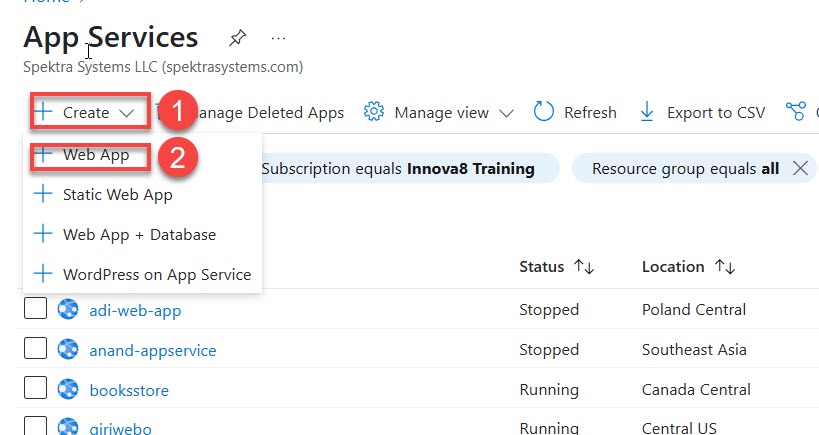 App Services
Spektra Systems LLC (spektrasystems.com)
Create 1 Manage Deleted Apps Manage view Refresh Export to CSV
Web App 2 Subscription equals Innova8 Training Resource group equals all
Static Web App
Web App + Database
WordPress on App Service
Status Location
adi-web-app Stopped Poland Central
anand-appservice Stopped Southeast Asia
booksstore Running Canada Central
giriwebo Running Central US